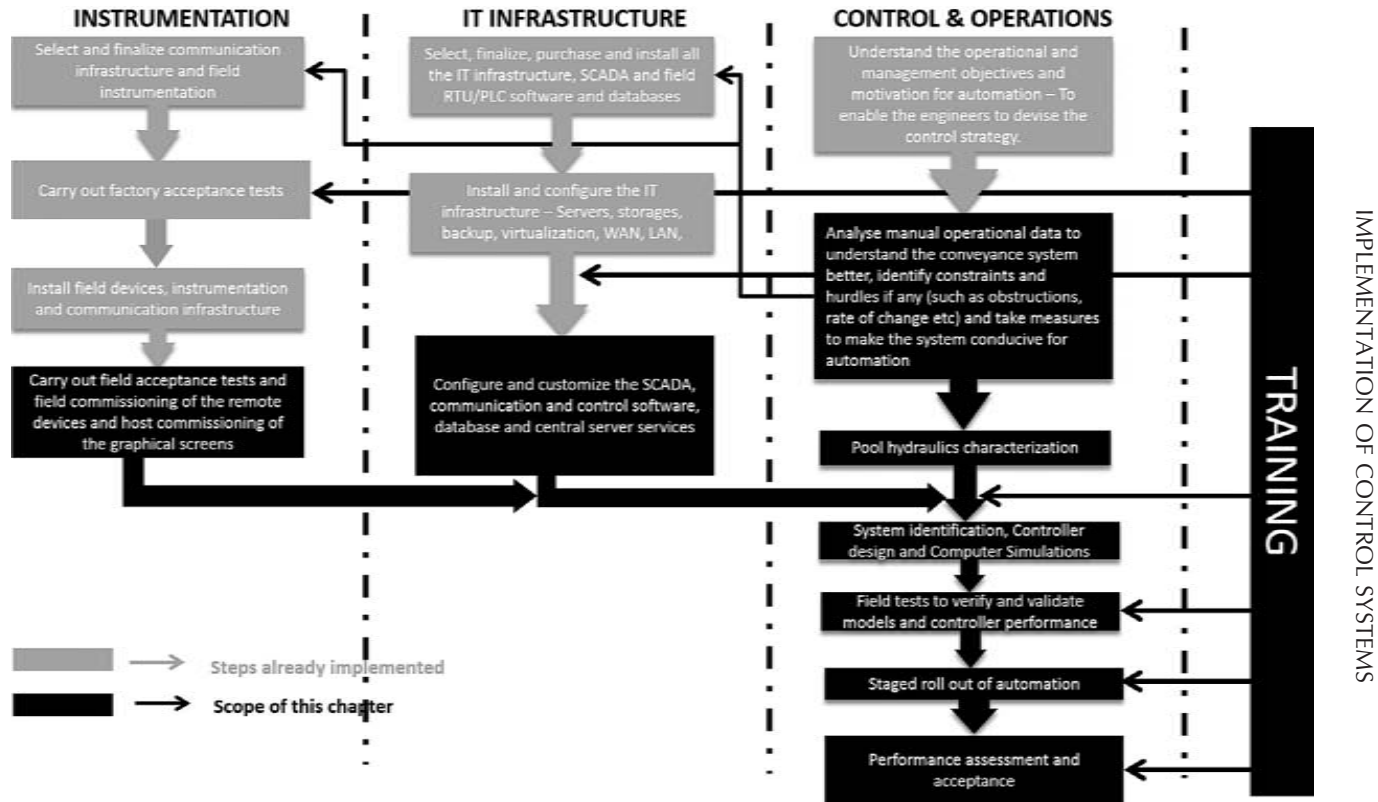 INSTRUMENTATION
Select and finalize communication
infrastructure and field
instrumentation
Carry out factory acceptance tests
Install field devices, instrumentation
and communication infrastructure
Carry out field acceptance tests and
field commissioning of the remote
devices and host commissioning of
the graphical screens
IT INFRASTRUCTURE
Select, finalize, purchase and install all
the IT infrastructure, SCADA and field
RTU/PLC software and databases
Install and configure the IT
infrastructure – Servers, storages,
backup, virtualization, WAN, LAN,
Configure and customize the SCADA,
communication and control software,
database and central server services
CONTROL & OPERATIONS
Understand the operational and
management objectives and
motivation for automation – To
enable the engineers to devise the
control strategy.
Analyse manual operational data to
understand the conveyance system
better, identify constraints and
hurdles if any (such as obstructions,
rate of change etc) and take measures
to make the system conducive for
automation
Pool hydraulics characterization
System identification, Controller
design and Computer Simulations
Field tests to verify and validate
models and controller performance
Staged roll out of automation
Performance assessment and
acceptance
TRAINING
Steps already implemented
Scope of this chapter
IMPLEMENTATION OF CONTROL SYSTEMS